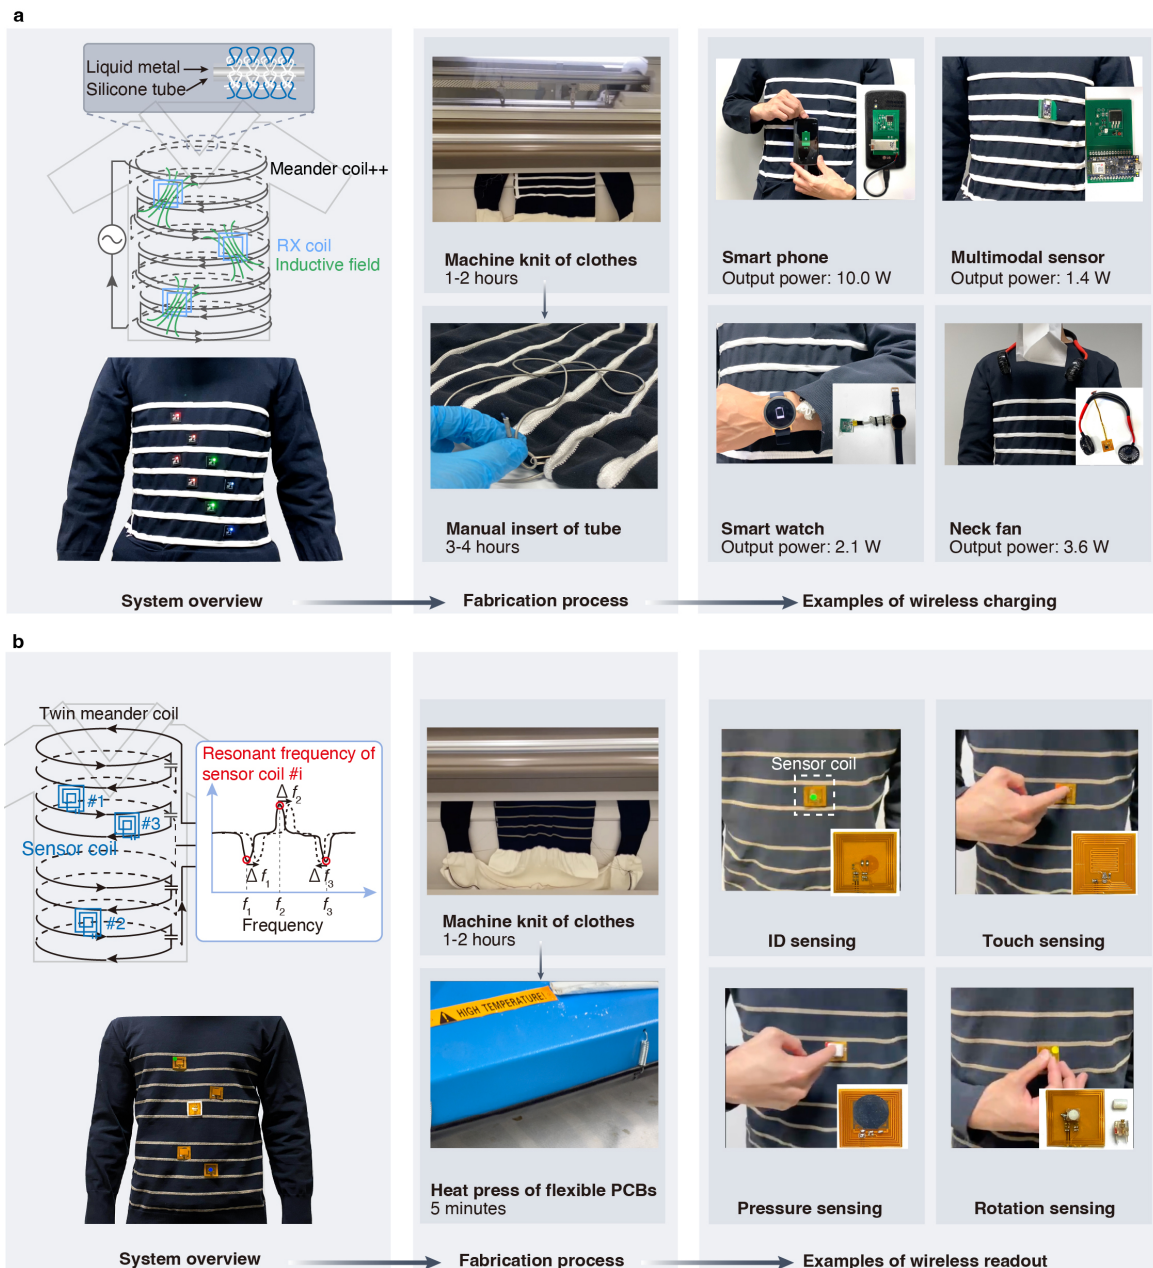 a
Liquid metal
Silicone tube
Meander coil++
RX coil
Inductive field
System overview
Machine knit of clothes
1-2 hours
Manual insert of tube
3-4 hours
Fabrication process
Smart phone
Output power: 10.0 W
Multimodal sensor
Output power: 1.4 W
Smart watch
Output power: 2.1 W
Neck fan
Output power: 3.6 W
Examples of wireless charging
b
Twin meander coil
#1
#3
Sensor coil
#2
Resonant frequency of
sensor coil #i
Δ f2
Δ f1
Δ f3
f1 f2 f3
Frequency
System overview
Machine knit of clothes
1-2 hours
HIGH TEMPERATURE!
Heat press of flexible PCBs
5 minutes
Fabrication process
Sensor coil
ID sensing
Touch sensing
Pressure sensing
Rotation sensing
Examples of wireless readout